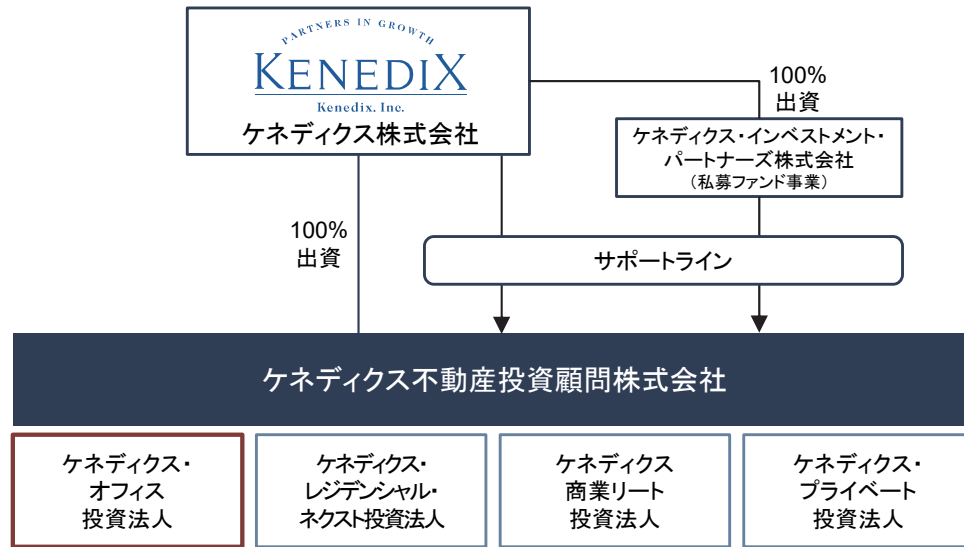 PARTNERS IN GROWTH
KENEDIX
Kenedix, Inc.
ケネディクス株式会社
100%
出資
ケネディクス・インベストメント・
パートナーズ株式会社
（私募ファンド事業）
100%
出資
サポートライン
ケネディクス不動産投資顧問株式会社
ケネディクス・
オフィス
投資法人
ケネディクス・
レジデンシャル・
ネクスト投資法人
ケネディクス
商業リート
投資法人
ケネディクス・
プライベート
投資法人